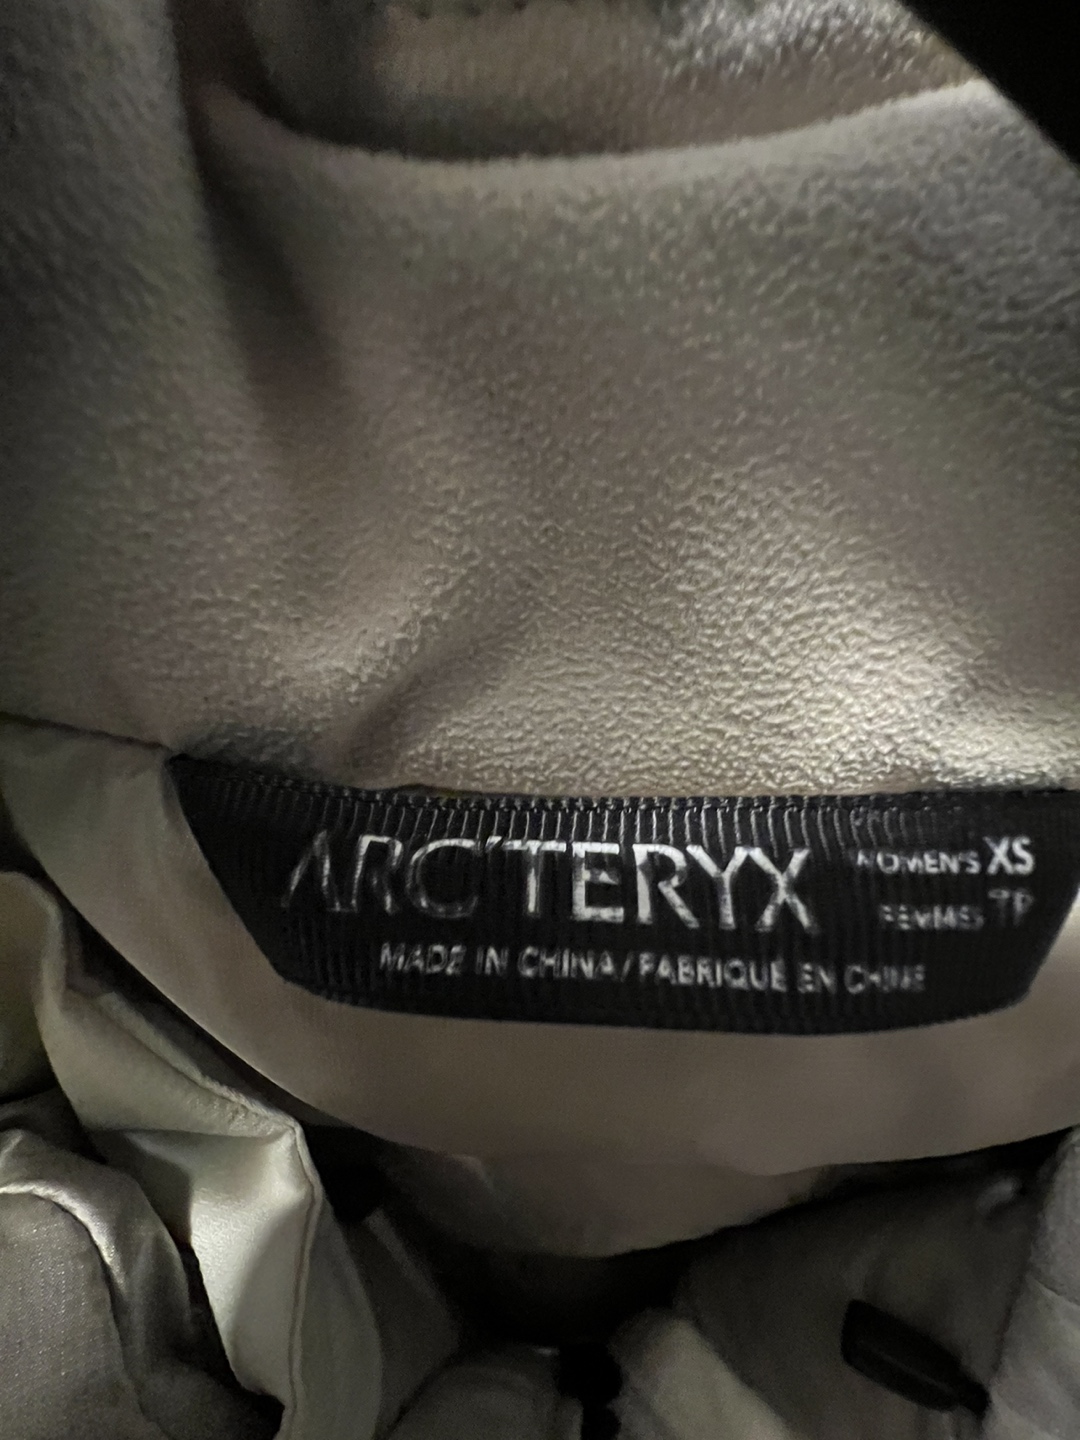 ARC'TERYX
WOMEN'S XS
FEMMES TP
MADE IN CHINA / FABRIQUÉ EN CHINE